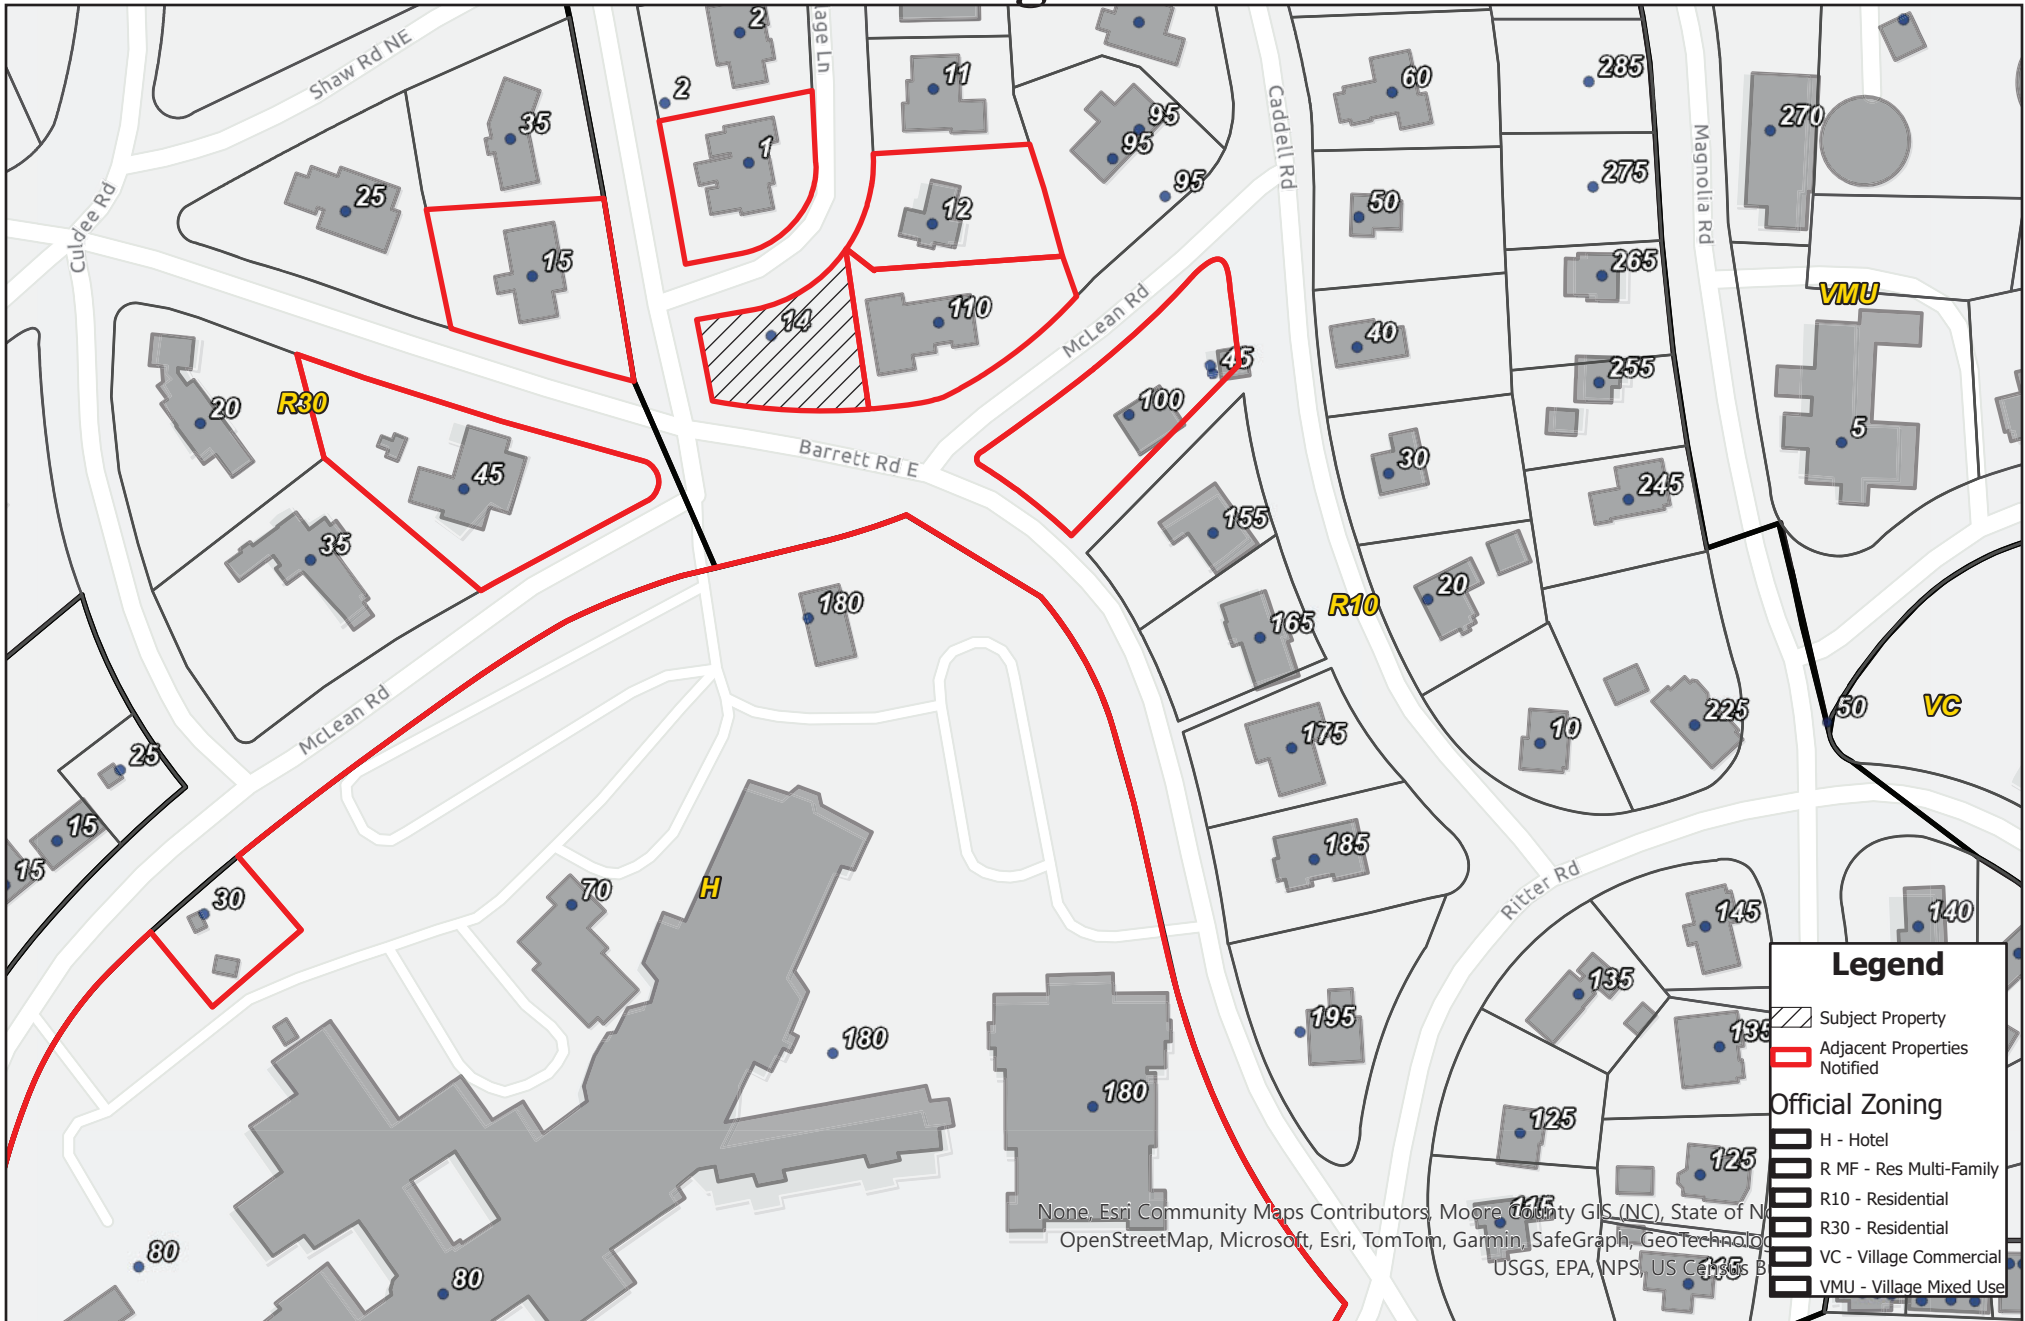 Shaw Rd NE
Culdee Rd
Caddell Rd
Magnolia Rd
McLean Rd
Barrett Rd E
McLean Rd
Ritter Rd
2
2
11
35
1
25
12
15
95
95
95
60
285
50
275
270
265
VMU
14
110
40
45
255
20
R30
100
5
45
30
245
35
155
20
180
165
R10
225
50
VC
10
175
25
15
15
185
70
H
30
145
140
135
195
135
180
180
125
125
115
115
80
80
Legend
Subject Property
Adjacent Properties
Notified
Official Zoning
H - Hotel
R MF - Res Multi-Family
R10 - Residential
R30 - Residential
VC - Village Commercial
VMU - Village Mixed Use
None, Esri Community Maps Contributors, Moore County GIS (NC), State of
OpenStreetMap, Microsoft, Esri, TomTom, Garmin, SafeGraph,
USGS, EPA, NPS, US Census